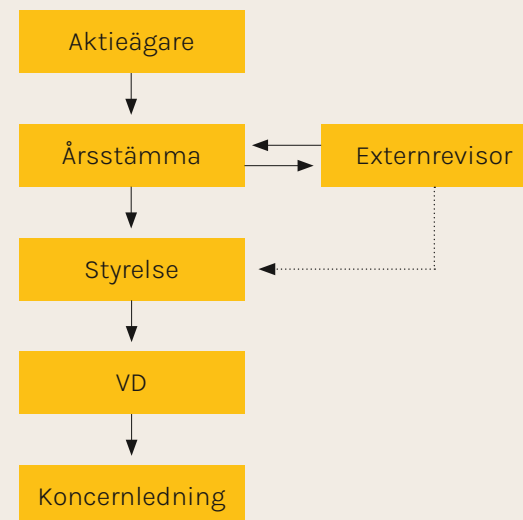 Aktieägare
Årsstämma
Externrevisor
Styrelse
VD
Koncernledning